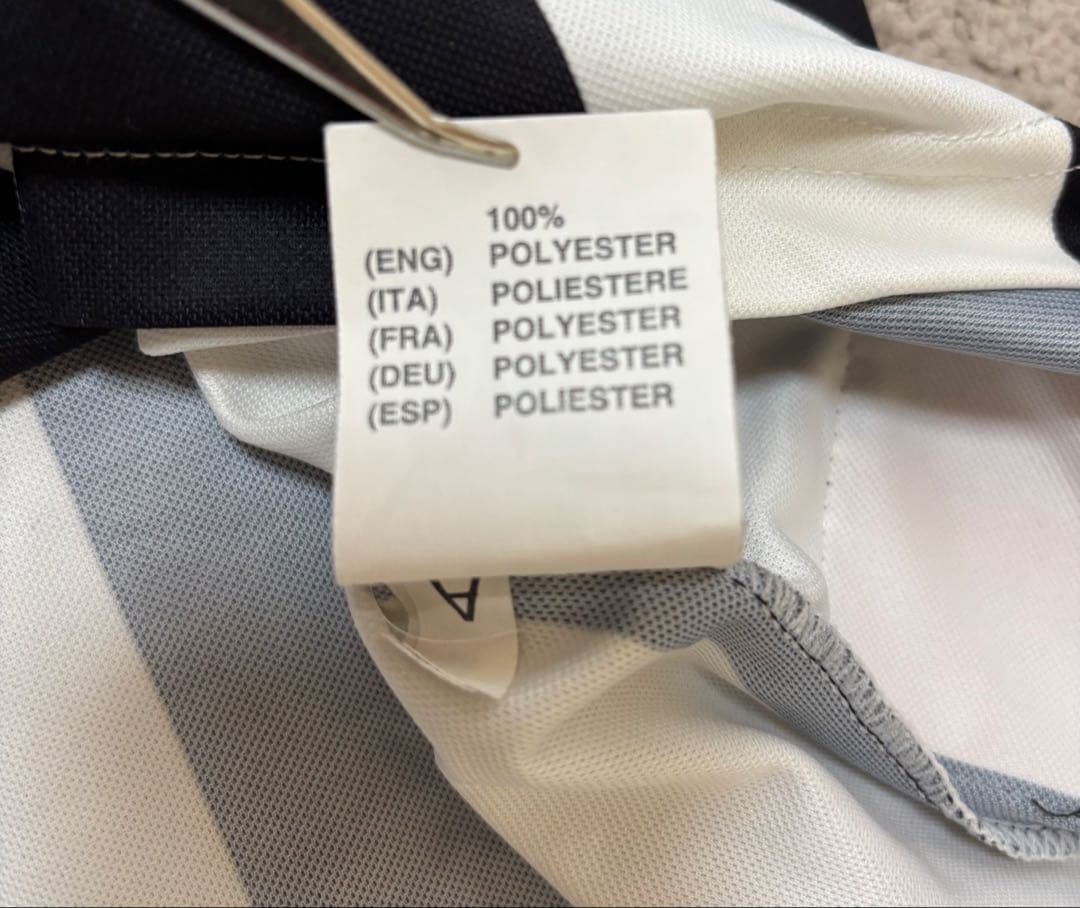 100%
(ENG) POLYESTER
(ITA) POLIESTERE
(FRA) POLYESTER
(DEU) POLYESTER
(ESP) POLIESTER
A